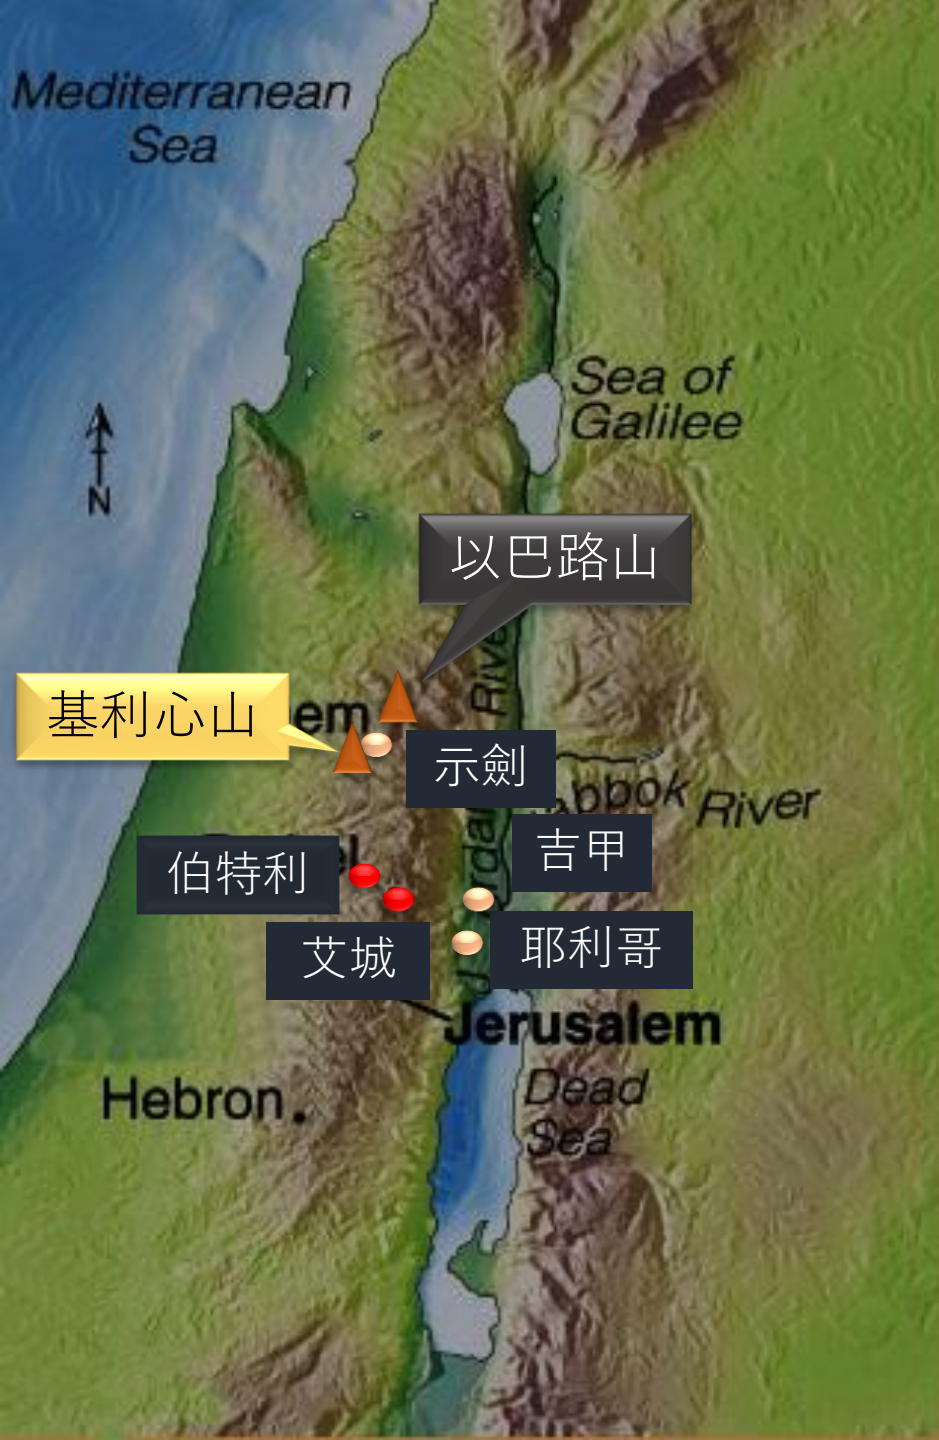 Mediterranean
Sea
Sea of
Galilee
N
以巴路山
基利心山
em
River
示劍
bbok River
吉甲
伯特利
艾城
耶利哥
Jerusalem
Hebron
Dead
Sea